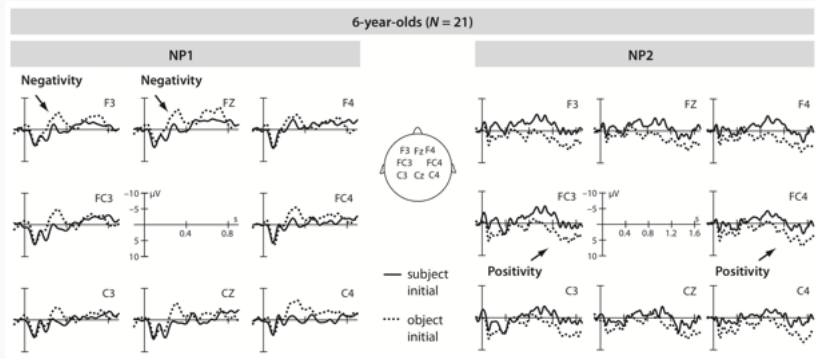 6-year-olds (N = 21)
NP1
NP2
Negativity
Negativity
F3
FZ
F4
FC3
−10
µV
−5
5
10
0.4
0.8
s
FC4
C3
CZ
C4
F3 Fz F4
FC3 FC4
C3 Cz C4
subject
initial
object
initial
F3
FZ
F4
FC3
−10
µV
−5
5
10
0.4
0.8
1.2
1.6
s
FC4
Positivity
Positivity
C3
CZ
C4